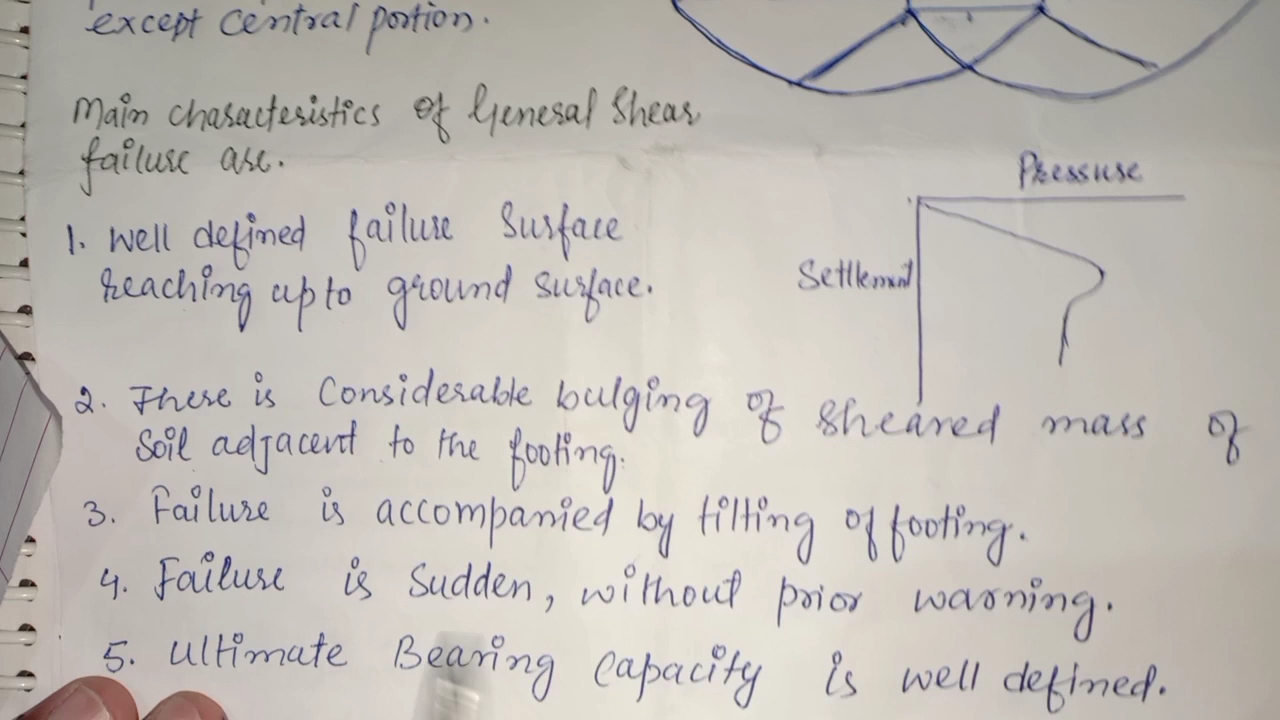 except central portion.
Main characteristics of General Shear
failure are.
Pressure
Settlement
1. Well defined failure Surface
reaching upto ground surface.
2. There is Considerable bulging of sheared mass of
Soil adjacent to the footing.
3. Failure is accompanied by tilting of footing.
4. Failure is Sudden, without prior warning.
5. Ultimate Bearing Capacity is well defined.